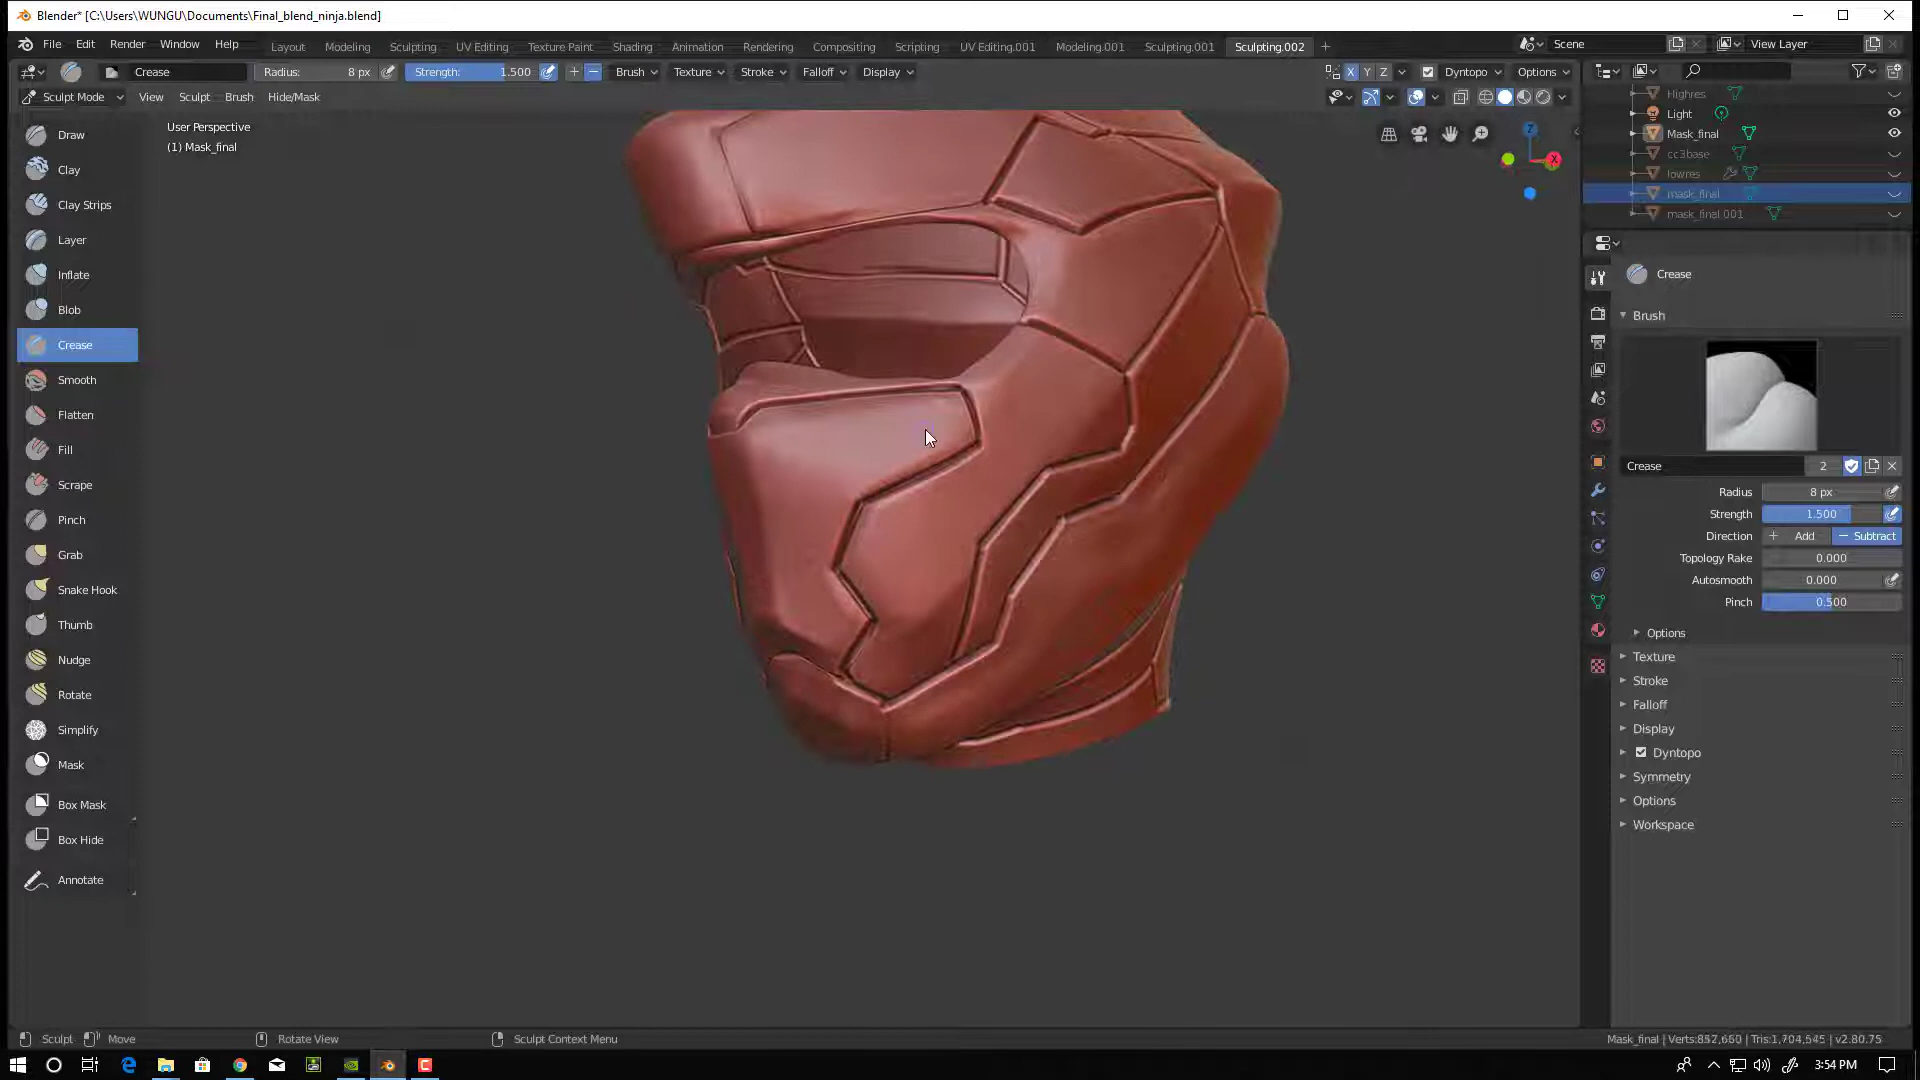 Blender* [C:\Users\WUNGU\Documents\Final_blend_ninja.blend]
File Edit Render Window Help Layout Modeling Sculpting UV Editing Texture Paint Shading Animation Rendering Compositing Scripting UV Editing.001 Modeling.001 Sculpting.001 Sculpting.002 + Scene View Layer
Crease Radius: 8 px Strength: 1.500 Brush Texture Stroke Falloff Display X Y Z Dyntopo Options
Sculpt Mode View Sculpt Brush Hide/Mask
Highres
Light
Mask_final
cc3base
lowres
mask_final
mask_final 001
User Perspective
(1) Mask_final
Z
X
Draw
Clay
Clay Strips
Layer
Inflate
Blob
Crease
Smooth
Flatten
Fill
Scrape
Pinch
Grab
Snake Hook
Thumb
Nudge
Rotate
Simplify
Mask
Box Mask
Box Hide
Annotate
Crease
Brush
Crease 2
Radius 8 px
Strength 1.500
Direction + Add − Subtract
Topology Rake 0.000
Autosmooth 0.000
Pinch 0.500
Options
Texture
Stroke
Falloff
Display
Dyntopo
Symmetry
Options
Workspace
Sculpt Move Rotate View Sculpt Context Menu Mask_final | Verts:852,660 | Tris:1,704,545 | v2.80.75
3:54 PM